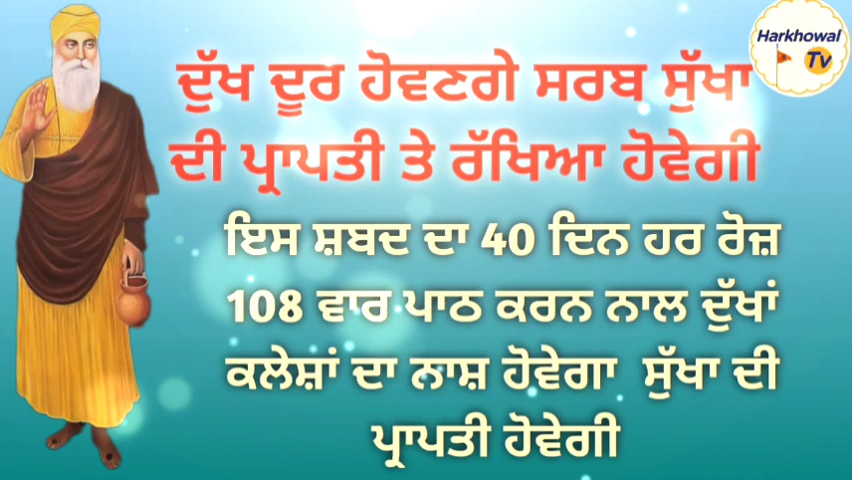 Harkhowal
Tv
ਦੁੱਖ ਦੂਰ ਹੋਵਣਗੇ ਸਰਬ ਸੁੱਖਾ
ਦੀ ਪ੍ਰਾਪਤੀ ਤੇ ਰੱਖਿਆ ਹੋਵੇਗੀ
ਇਸ ਸ਼ਬਦ ਦਾ 40 ਦਿਨ ਹਰ ਰੋਜ਼
108 ਵਾਰ ਪਾਠ ਕਰਨ ਨਾਲ ਦੁੱਖਾਂ
ਕਲੇਸ਼ਾਂ ਦਾ ਨਾਸ਼ ਹੋਵੇਗਾ ਸੁੱਖਾ ਦੀ
ਪ੍ਰਾਪਤੀ ਹੋਵੇਗੀ